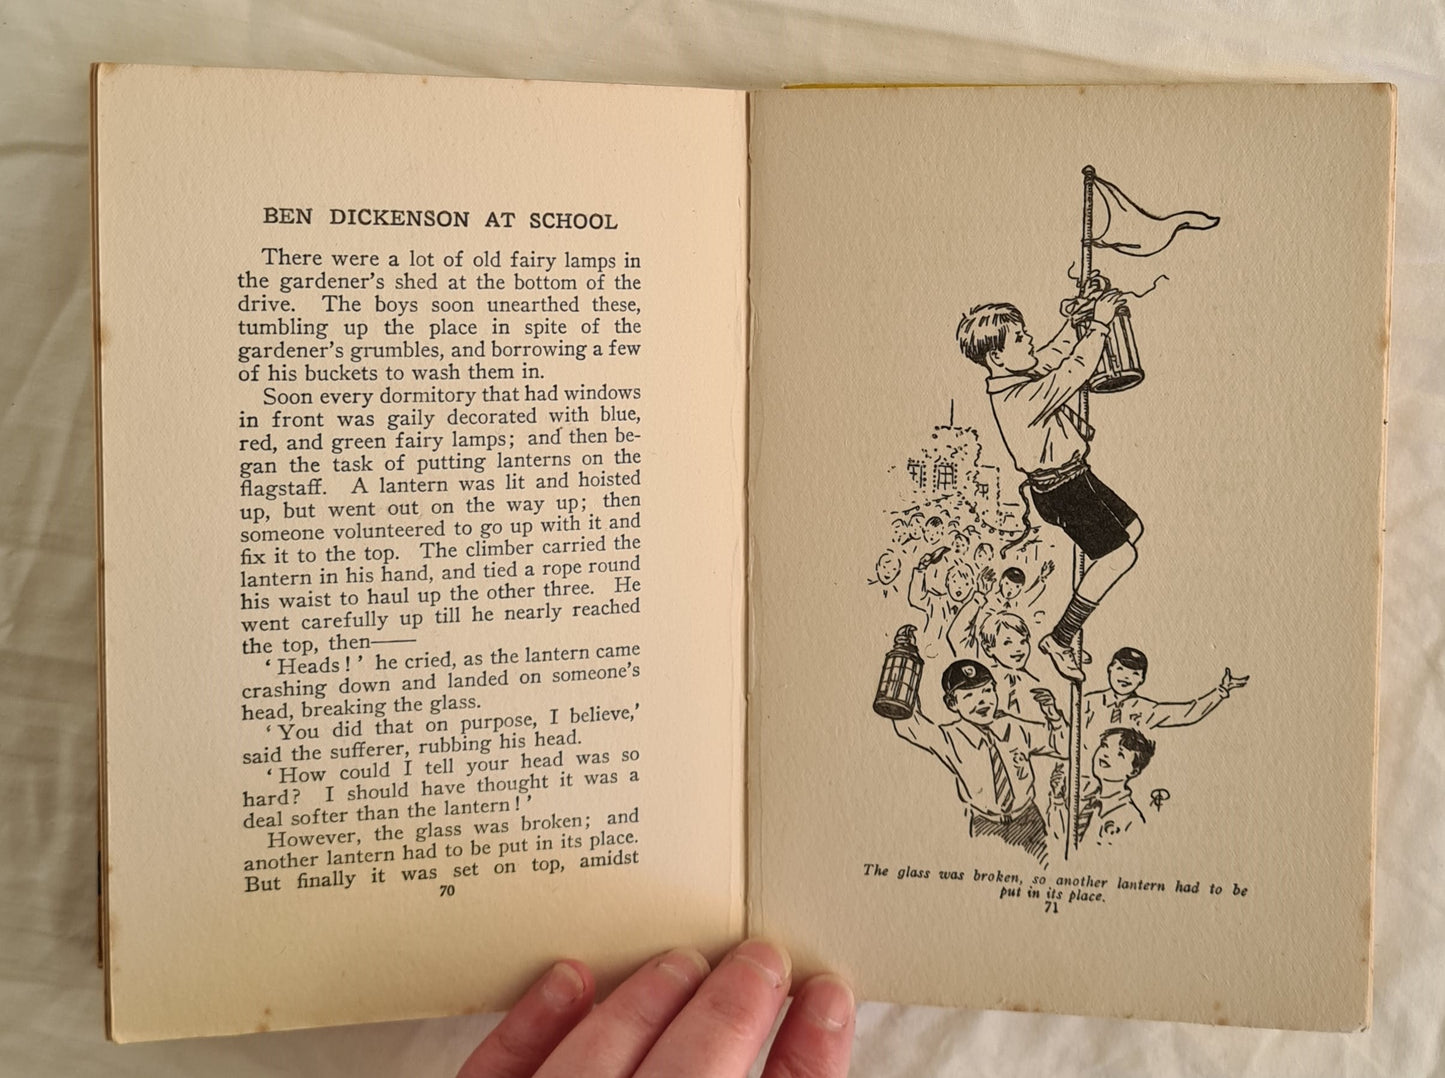 BEN DICKENSON AT SCHOOL
There were a lot of old fairy lamps in
the gardener's shed at the bottom of the
drive. The boys soon unearthed these,
tumbling up the place in spite of the
gardener's grumbles, and borrowing a few
of his buckets to wash them in.
Soon every dormitory that had windows
in front was gaily decorated with blue,
red, and green fairy lamps; and then be-
gan the task of putting lanterns on the
flagstaff. A lantern was lit and hoisted
up, but went out on the way up; then
someone volunteered to go up with it and
fix it to the top. The climber carried the
lantern in his hand, and tied a rope round
his waist to haul up the other three. He
went carefully up till he nearly reached
the top, then——
'Heads!' he cried, as the lantern came
crashing down and landed on someone's
head, breaking the glass.
'You did that on purpose, I believe,'
said the sufferer, rubbing his head.
'How could I tell your head was so
hard? I should have thought it was a
deal softer than the lantern!'
However, the glass was broken; and
another lantern had to be put in its place.
But finally it was set on top, amidst
70
The glass was broken, so another lantern had to be
put in its place.
71